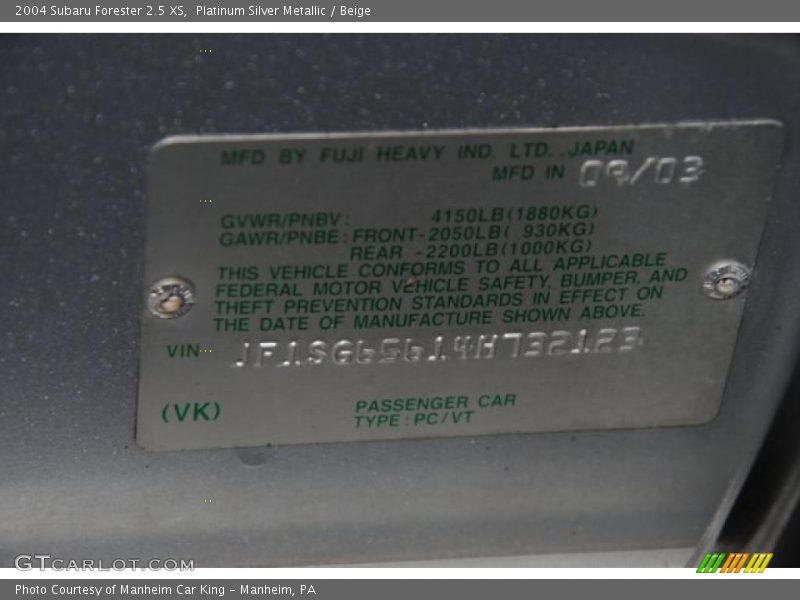 2004 Subaru Forester 2.5 XS,  Platinum Silver Metallic / Beige
MFD BY FUJI HEAVY IND. LTD., JAPAN
MFD IN 09/03
GVWR/PNBV: 4150LB(1880KG)
GAWR/PNBE: FRONT-2050LB( 930KG)
REAR -2200LB(1000KG)
THIS VEHICLE CONFORMS TO ALL APPLICABLE
FEDERAL MOTOR VEHICLE SAFETY, BUMPER, AND
THEFT PREVENTION STANDARDS IN EFFECT ON
THE DATE OF MANUFACTURE SHOWN ABOVE.
VIN JF1SG65614H732123
(VK)
PASSENGER CAR
TYPE: PC/VT
GTCARLOT.COM
Photo Courtesy of Manheim Car King - Manheim, PA